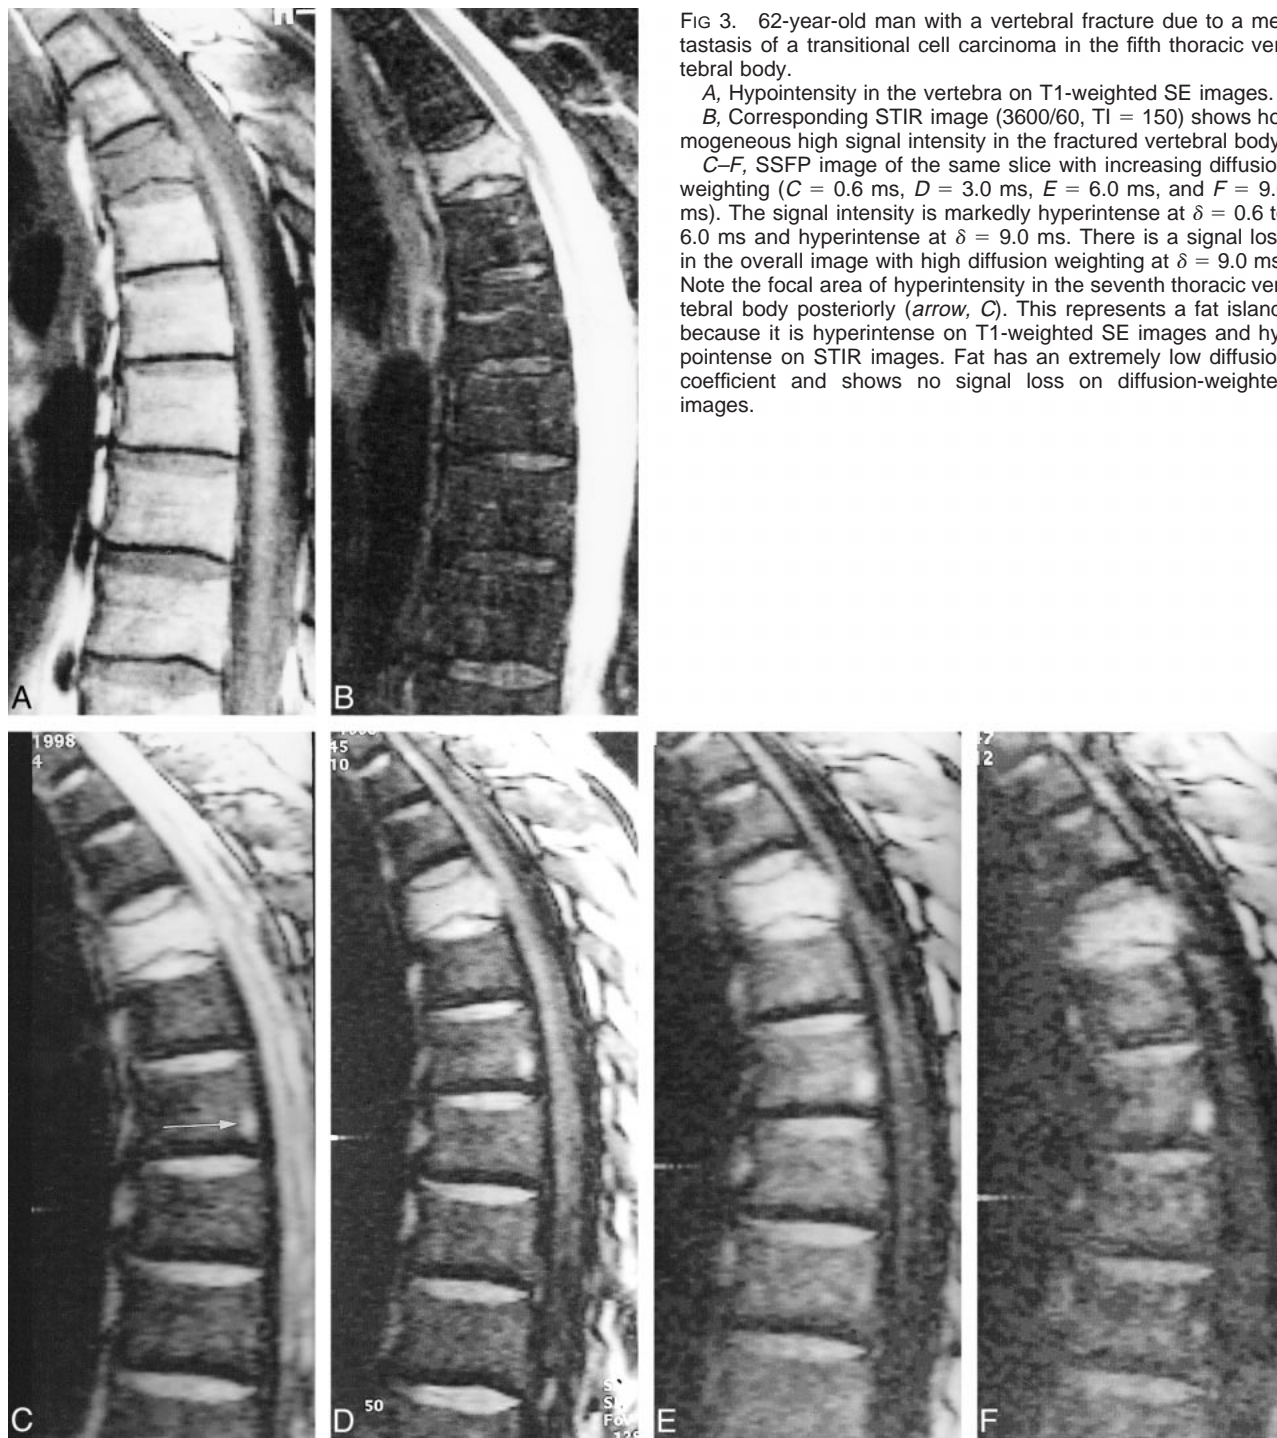 FIG 3. 62-year-old man with a vertebral fracture due to a me
tastasis of a transitional cell carcinoma in the fifth thoracic ver
tebral body.
A, Hypointensity in the vertebra on T1-weighted SE images.
B, Corresponding STIR image (3600/60, TI = 150) shows ho
mogeneous high signal intensity in the fractured vertebral body
C–F, SSFP image of the same slice with increasing diffusio
weighting (C = 0.6 ms, D = 3.0 ms, E = 6.0 ms, and F = 9.
ms). The signal intensity is markedly hyperintense at δ = 0.6 t
6.0 ms and hyperintense at δ = 9.0 ms. There is a signal los
in the overall image with high diffusion weighting at δ = 9.0 ms
Note the focal area of hyperintensity in the seventh thoracic ver
tebral body posteriorly (arrow, C). This represents a fat island
because it is hyperintense on T1-weighted SE images and hy
pointense on STIR images. Fat has an extremely low diffusio
coefficient and shows no signal loss on diffusion-weighte
images.
A
B
1998
4
45
10
12
50
C
D
E
F